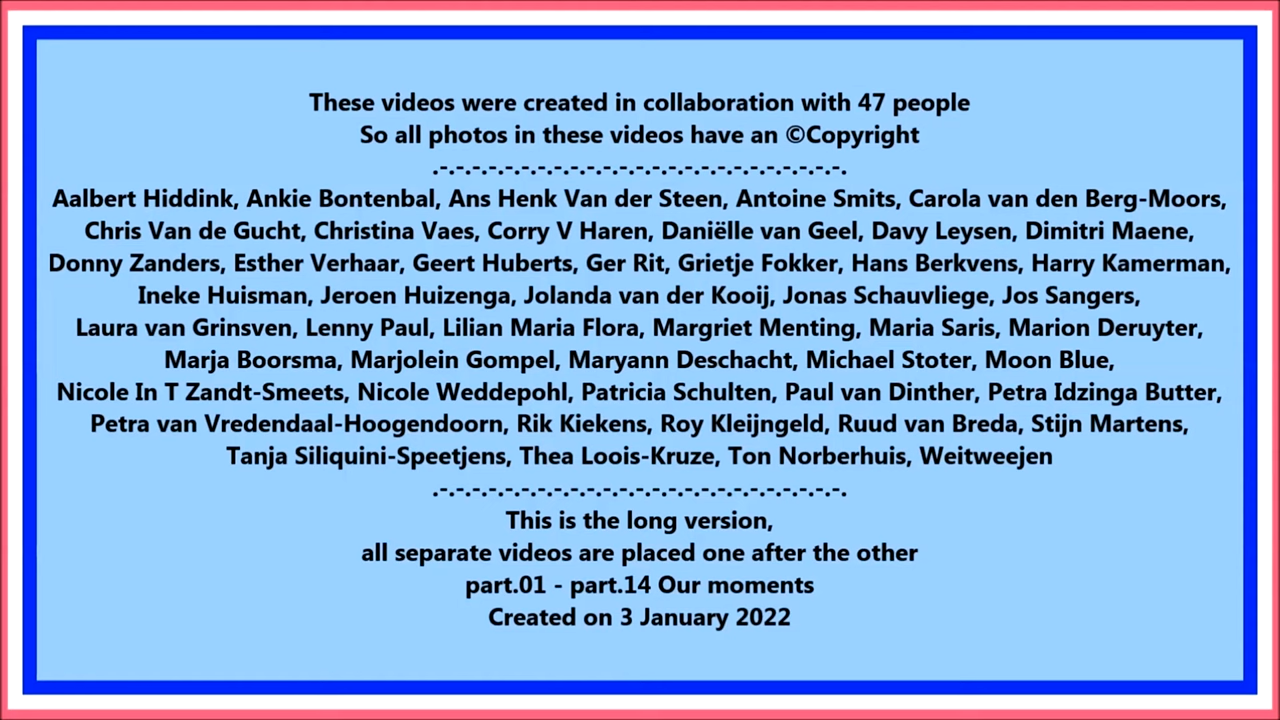 These videos were created in collaboration with 47 people
So all photos in these videos have an ©Copyright
.-.-.-.-.-.-.-.-.-.-.-.-.-.-.-.-.-.-.-.-.-.-.-.-.-.
Aalbert Hiddink, Ankie Bontenbal, Ans Henk Van der Steen, Antoine Smits, Carola van den Berg-Moors,
Chris Van de Gucht, Christina Vaes, Corry V Haren, Daniëlle van Geel, Davy Leysen, Dimitri Maene,
Donny Zanders, Esther Verhaar, Geert Huberts, Ger Rit, Grietje Fokker, Hans Berkvens, Harry Kamerman,
Ineke Huisman, Jeroen Huizenga, Jolanda van der Kooij, Jonas Schauvliege, Jos Sangers,
Laura van Grinsven, Lenny Paul, Lilian Maria Flora, Margriet Menting, Maria Saris, Marion Deruyter,
Marja Boorsma, Marjolein Gompel, Maryann Deschacht, Michael Stoter, Moon Blue,
Nicole In T Zandt-Smeets, Nicole Weddepohl, Patricia Schulten, Paul van Dinther, Petra Idzinga Butter,
Petra van Vredendaal-Hoogendoorn, Rik Kiekens, Roy Kleijngeld, Ruud van Breda, Stijn Martens,
Tanja Siliquini-Speetjens, Thea Loois-Kruze, Ton Norberhuis, Weitweejen
.-.-.-.-.-.-.-.-.-.-.-.-.-.-.-.-.-.-.-.-.-.-.-.-.-.
This is the long version,
all separate videos are placed one after the other
part.01 - part.14 Our moments
Created on 3 January 2022